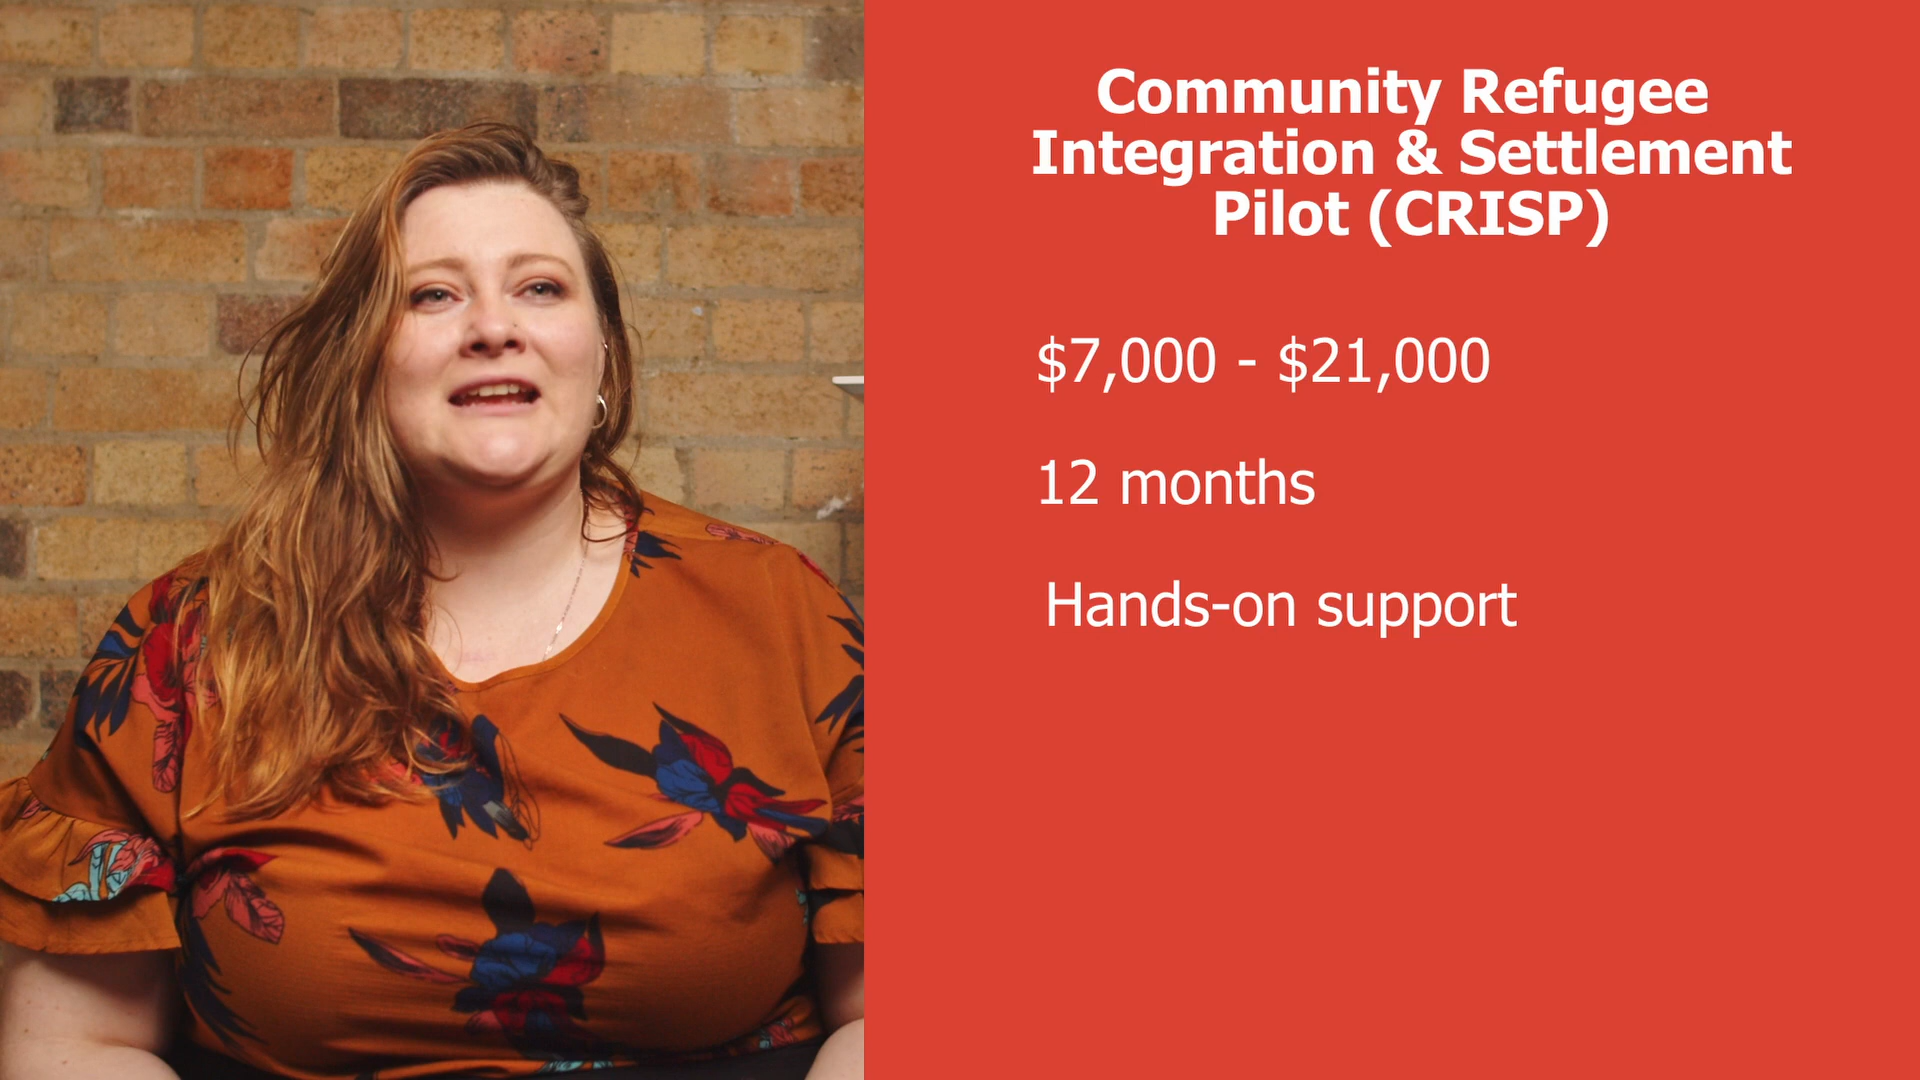 Community Refugee
Integration & Settlement
Pilot (CRISP)
$7,000 - $21,000
12 months
Hands-on support